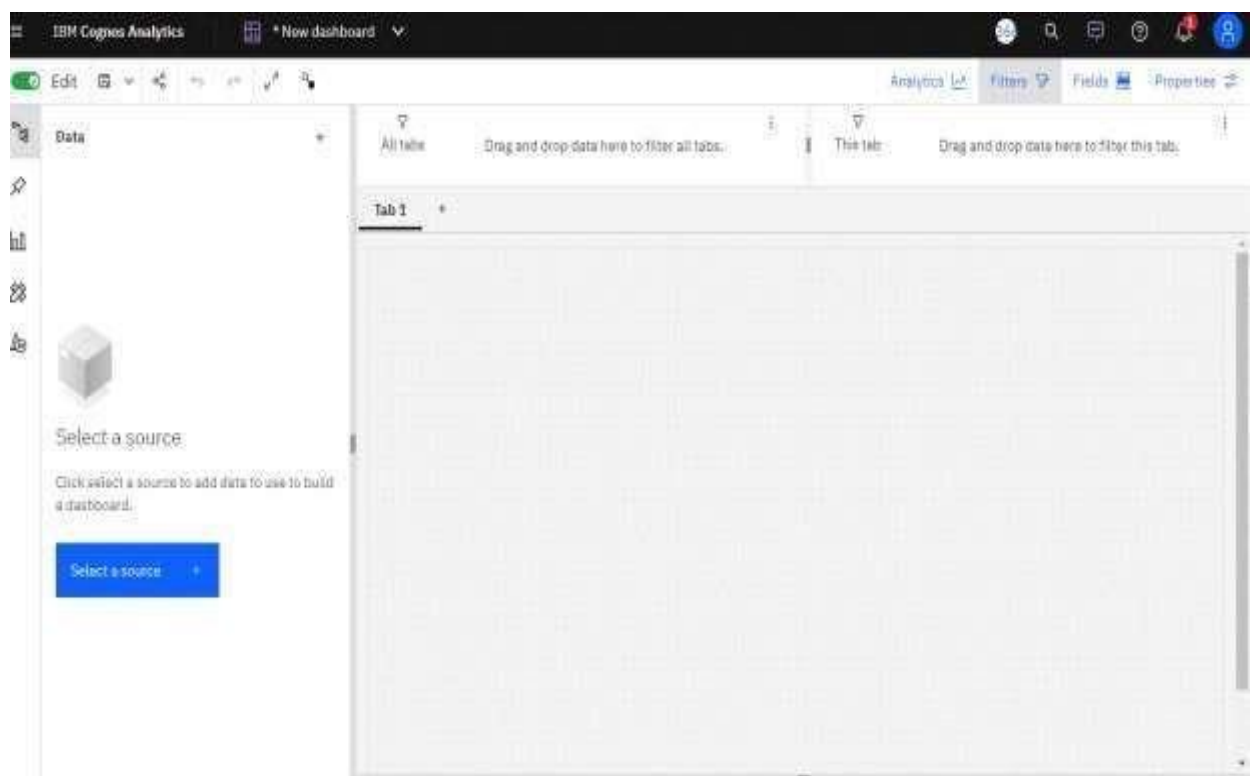 IBM Cognos Analytics
* New dashboard
Edit
Analytics
Filters
Fields
Properties
Data
+
All tabs
Drag and drop data here to filter all tabs.
This tab
Drag and drop data here to filter this tab.
Tab 1
+
Select a source
Click select a source to add data to use to build
a dashboard.
Select a source +
1